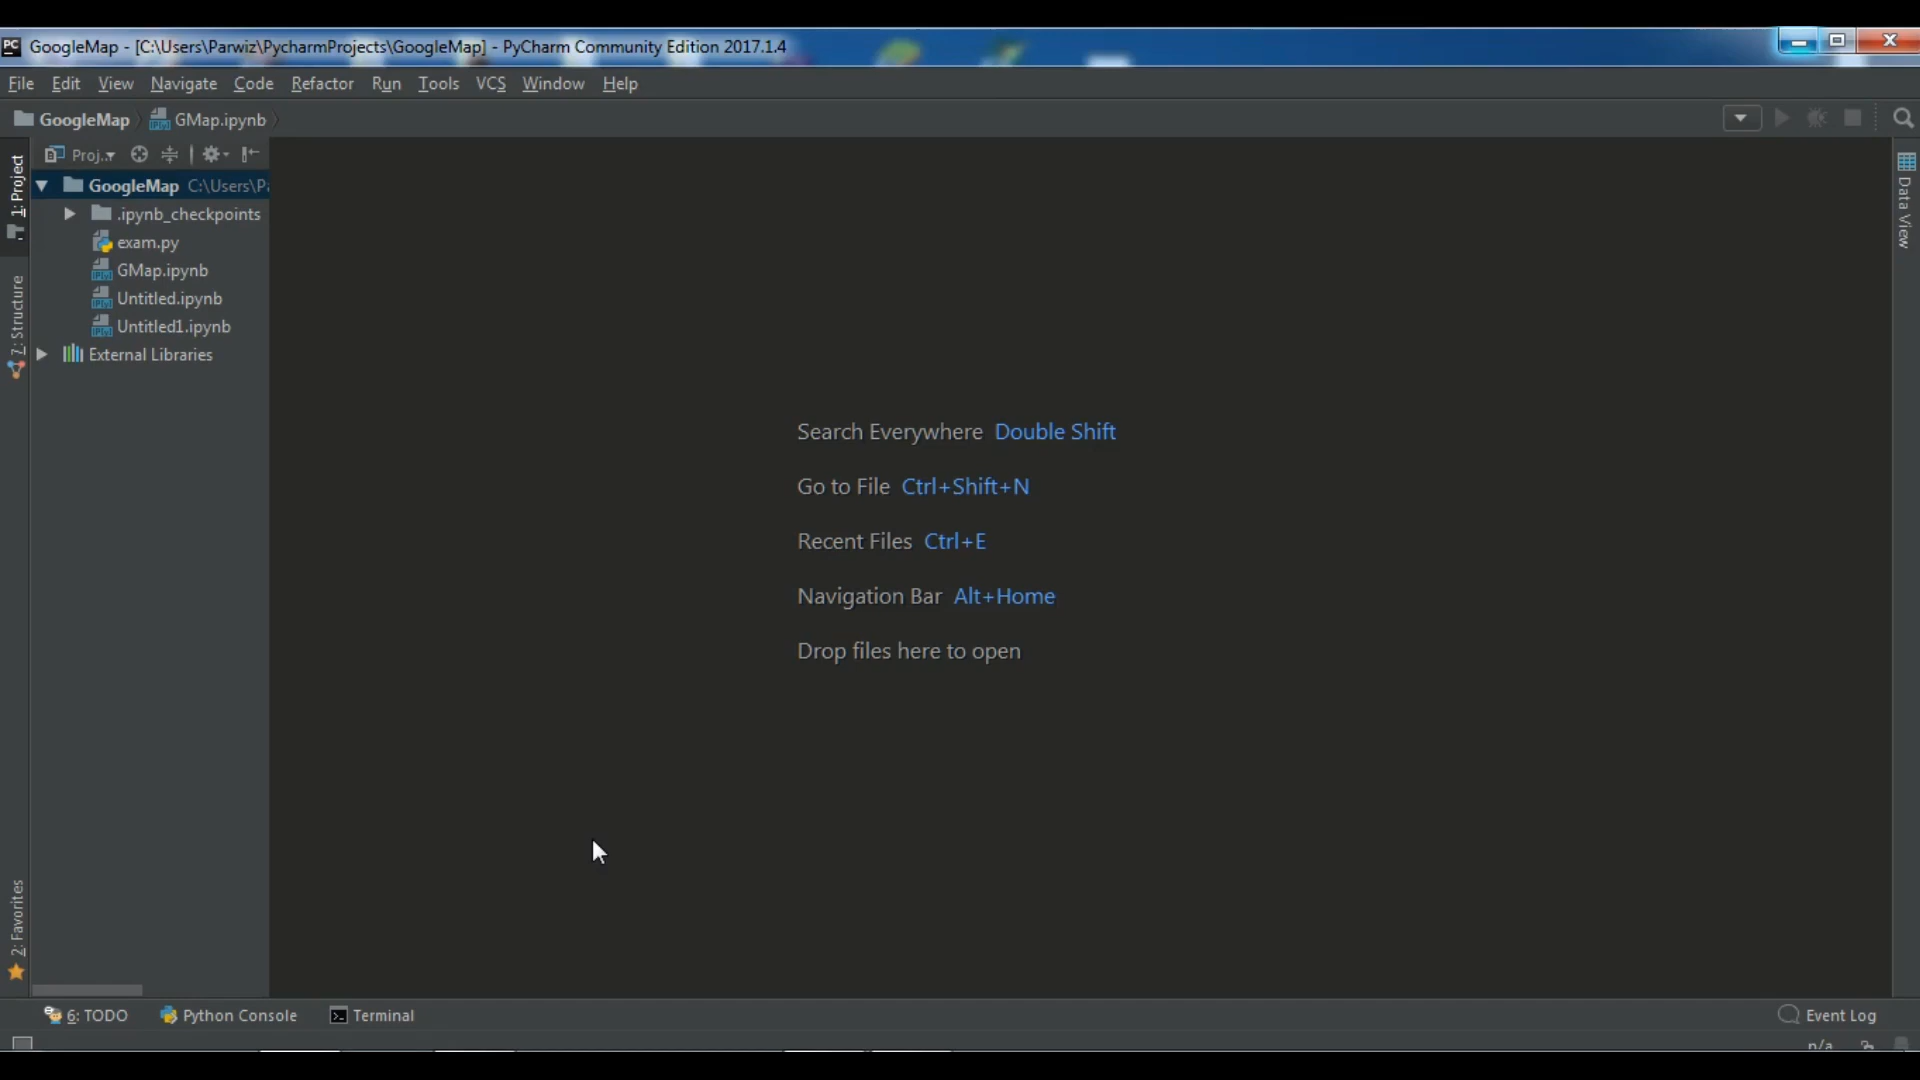 GoogleMap - [C:\Users\Parwiz\PycharmProjects\GoogleMap] - PyCharm Community Edition 2017.1.4
File Edit View Navigate Code Refactor Run Tools VCS Window Help
GoogleMap GMap.ipynb
Proj..
GoogleMap C:\Users\Pa
.ipynb_checkpoints
exam.py
GMap.ipynb
Untitled.ipynb
Untitled1.ipynb
External Libraries
1: Project
7: Structure
2: Favorites
Data View
Search Everywhere Double Shift
Go to File Ctrl+Shift+N
Recent Files Ctrl+E
Navigation Bar Alt+Home
Drop files here to open
6: TODO Python Console Terminal Event Log
n/a